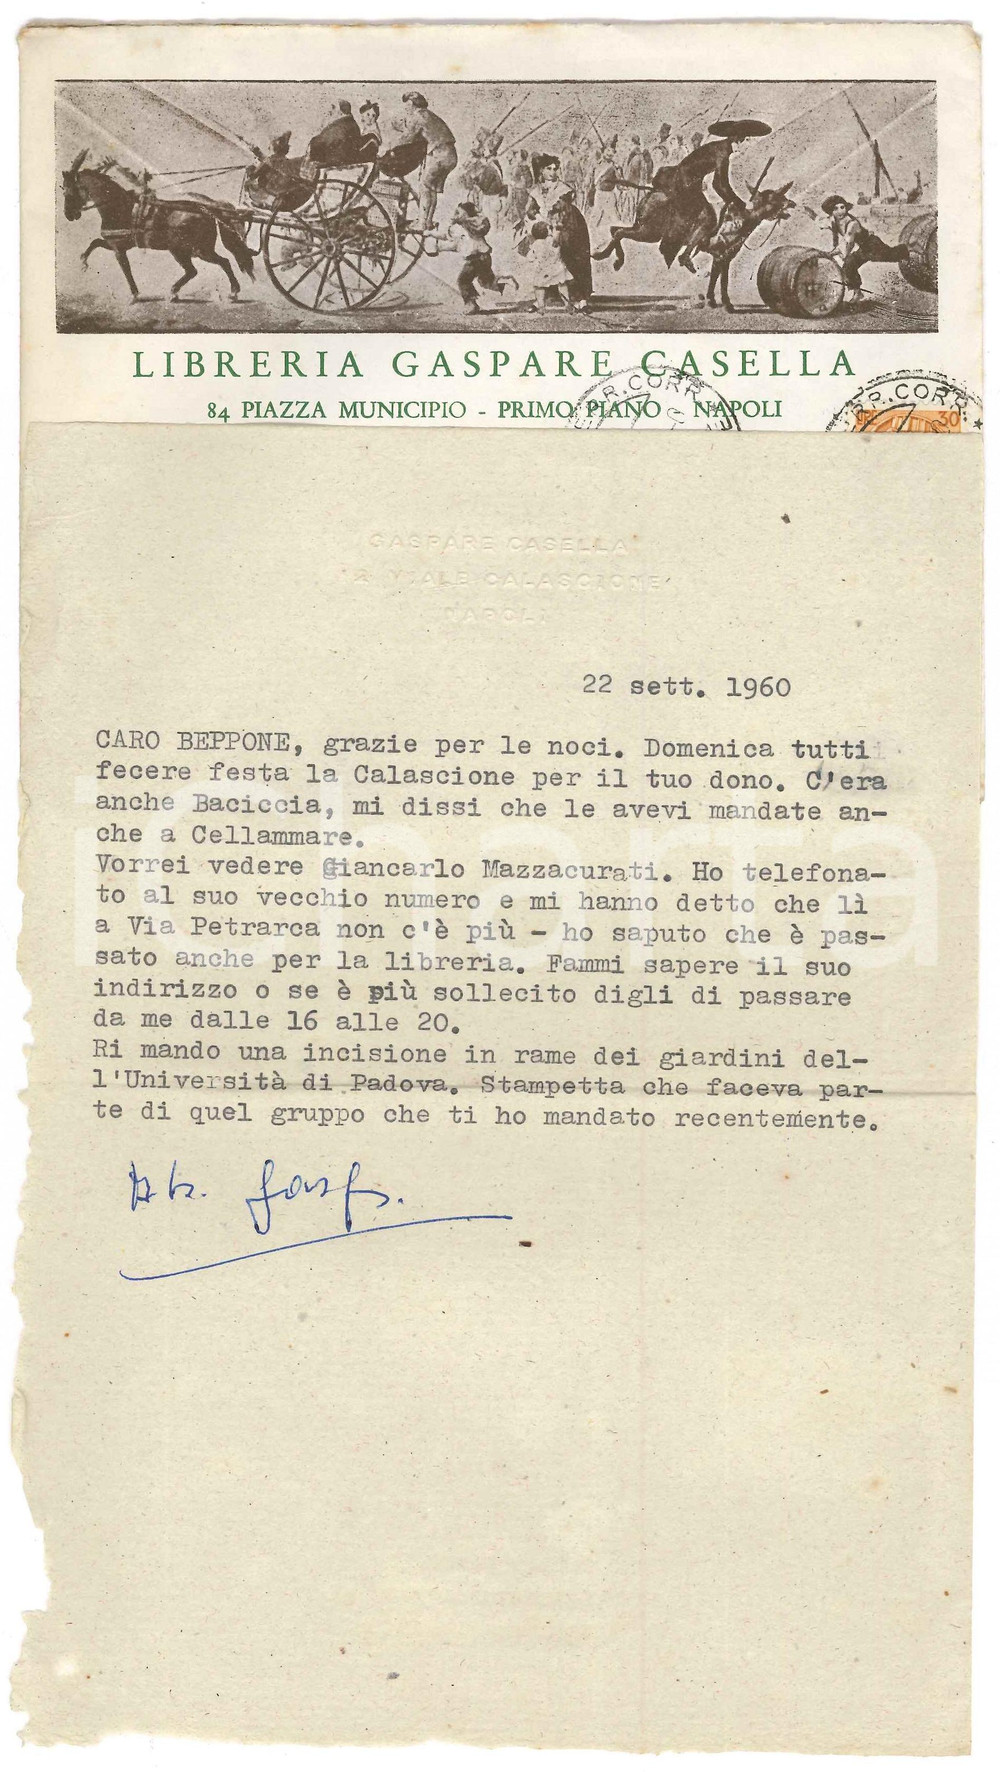 LIBRERIA GASPARE CASELLA
84 PIAZZA MUNICIPIO - PRIMO PIANO - NAPOLI
R.CORR.
RR.CORR.
30
GASPARE CASELLA
2 VIALE CALASCIONE
NAPOLI
22 sett. 1960
CARO BEPPONE, grazie per le noci. Domenica tutti
fecere festa la Calascione per il tuo dono. C'era
anche Baciccia, mi dissi che le avevi mandate an-
che a Cellammare.
Vorrei vedere Giancarlo Mazzacurati. Ho telefona-
to al suo vecchio numero e mi hanno detto che lì
a Via Petrarca non c'è più - ho saputo che è pas-
sato anche per la libreria. Fammi sapere il suo
indirizzo o se è più sollecito digli di passare
da me dalle 16 alle 20.
Ri mando una incisione in rame dei giardini del-
l'Università di Padova. Stampetta che faceva par-
te di quel gruppo che ti ho mandato recentemente.